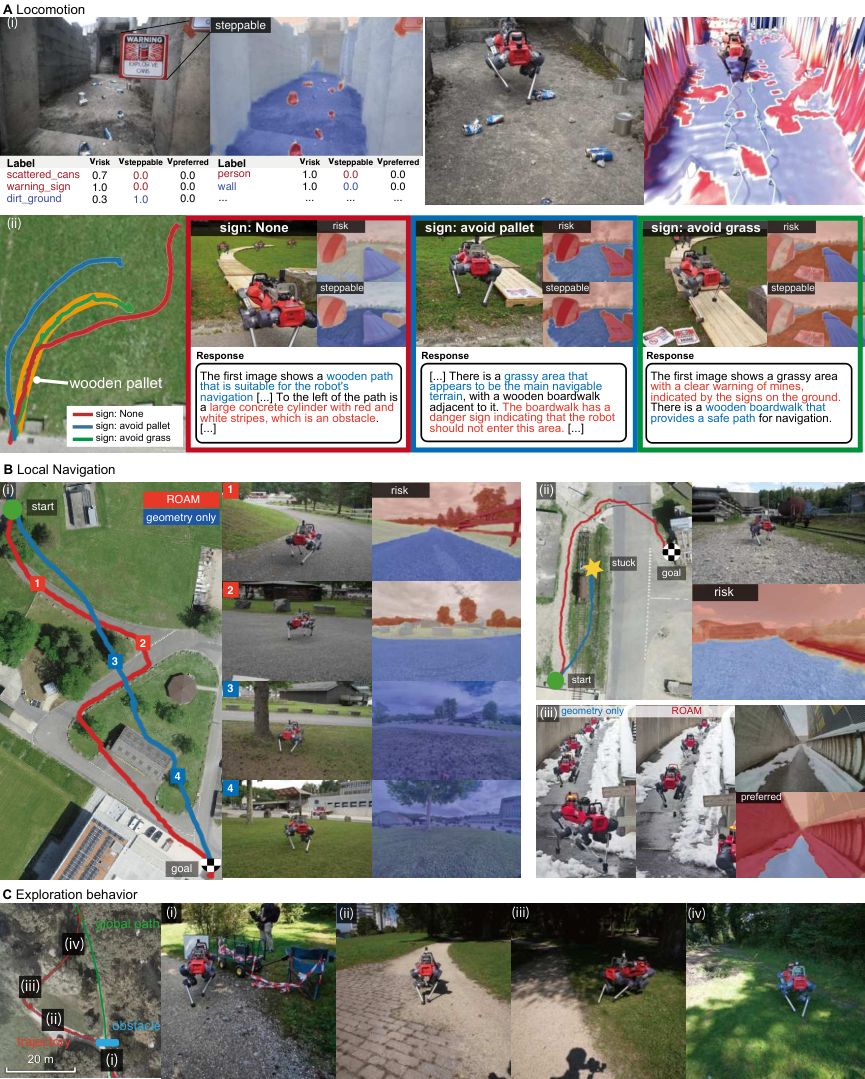 A Locomotion
(i)
WARNING
EXPLOSIVE
CANS
steppable
Label Vrisk Vsteppable Vpreferred
scattered_cans 0.7 0.0 0.0
warning_sign 1.0 0.0 0.0
dirt_ground 0.3 1.0 0.0
Label Vrisk Vsteppable Vpreferred
person 1.0 0.0 0.0
wall 1.0 0.0 0.0
... ... ... ...
(ii)
wooden pallet
sign: None
sign: avoid pallet
sign: avoid grass
sign: None
risk
steppable
Response
The first image shows a wooden path
that is suitable for the robot's
navigation [...] To the left of the path is
a large concrete cylinder with red and
white stripes, which is an obstacle.
[...]
sign: avoid pallet
risk
steppable
Response
[...] There is a grassy area that
appears to be the main navigable
terrain, with a wooden boardwalk
adjacent to it. The boardwalk has a
danger sign indicating that the robot
should not enter this area. [...]
sign: avoid grass
risk
steppable
Response
The first image shows a grassy area
with a clear warning of mines,
indicated by the signs on the ground.
There is a wooden boardwalk that
provides a safe path for navigation.
B Local Navigation
(i)
start
ROAM
geometry only
1
2
3
4
goal
1
risk
2
3
4
(ii)
stuck
goal
start
risk
(iii)
geometry only
ROAM
preferred
C Exploration behavior
global path
(iv)
(iii)
(ii)
trajectory
obstacle
(i)
20 m
(i)
(ii)
(iii)
(iv)